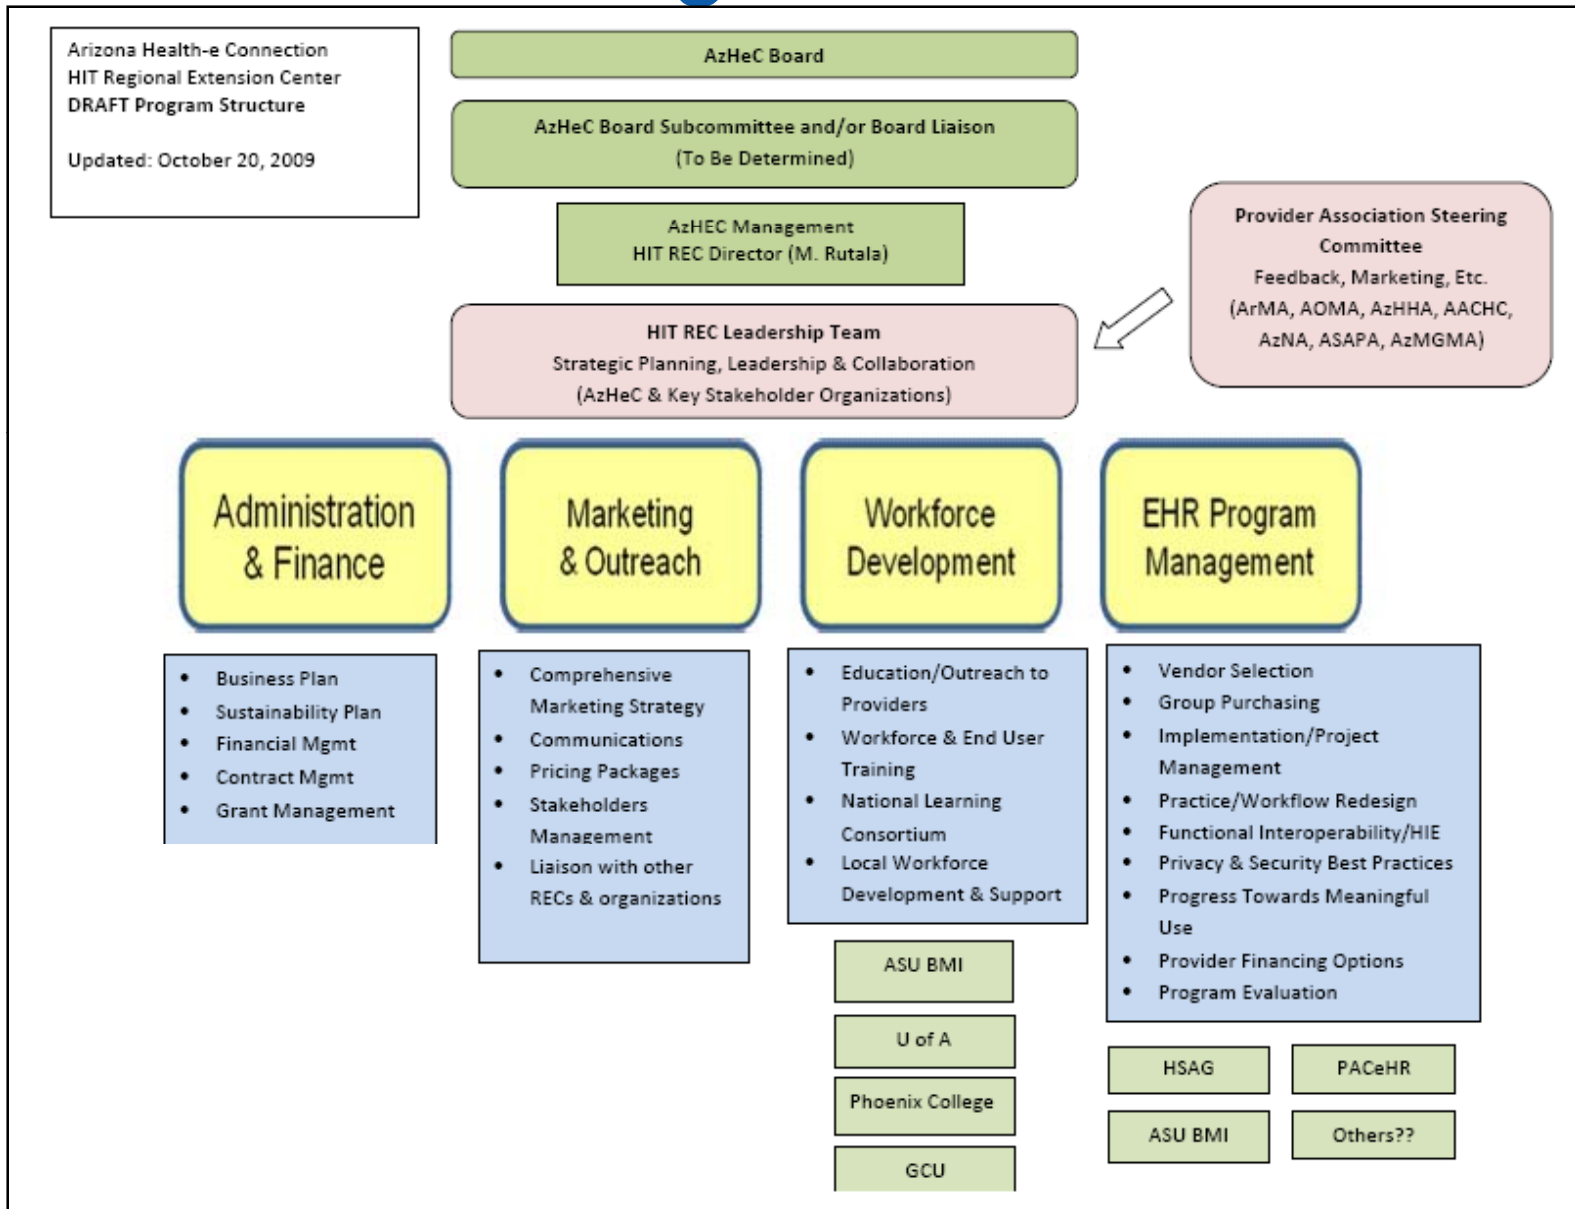 Arizona Health-e Connection
HIT Regional Extension Center
DRAFT Program Structure
Updated: October 20, 2009
AzHeC Board
AzHeC Board Subcommittee and/or Board Liaison
(To Be Determined)
AzHEC Management
HIT REC Director (M. Rutala)
Provider Association Steering
Committee
Feedback, Marketing, Etc.
(ArMA, AOMA, AzHHA, AACHC,
AzNA, ASAPA, AzMGMA)
HIT REC Leadership Team
Strategic Planning, Leadership & Collaboration
(AzHeC & Key Stakeholder Organizations)
Administration
& Finance
Marketing
& Outreach
Workforce
Development
EHR Program
Management
• Business Plan
• Sustainability Plan
• Financial Mgmt
• Contract Mgmt
• Grant Management
• Comprehensive
Marketing Strategy
• Communications
• Pricing Packages
• Stakeholders
Management
• Liaison with other
RECs & organizations
• Education/Outreach to
Providers
• Workforce & End User
Training
• National Learning
Consortium
• Local Workforce
Development & Support
• Vendor Selection
• Group Purchasing
• Implementation/Project
Management
• Practice/Workflow Redesign
• Functional Interoperability/HIE
• Privacy & Security Best Practices
• Progress Towards Meaningful
Use
• Provider Financing Options
• Program Evaluation
ASU BMI
U of A
Phoenix College
GCU
HSAG
PACeHR
ASU BMI
Others??